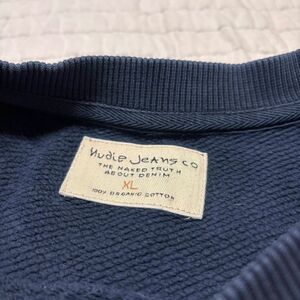 Nudie Jeans co
THE NAKED TRUTH
ABOUT DENIM
XL
100% ORGANIC COTTON